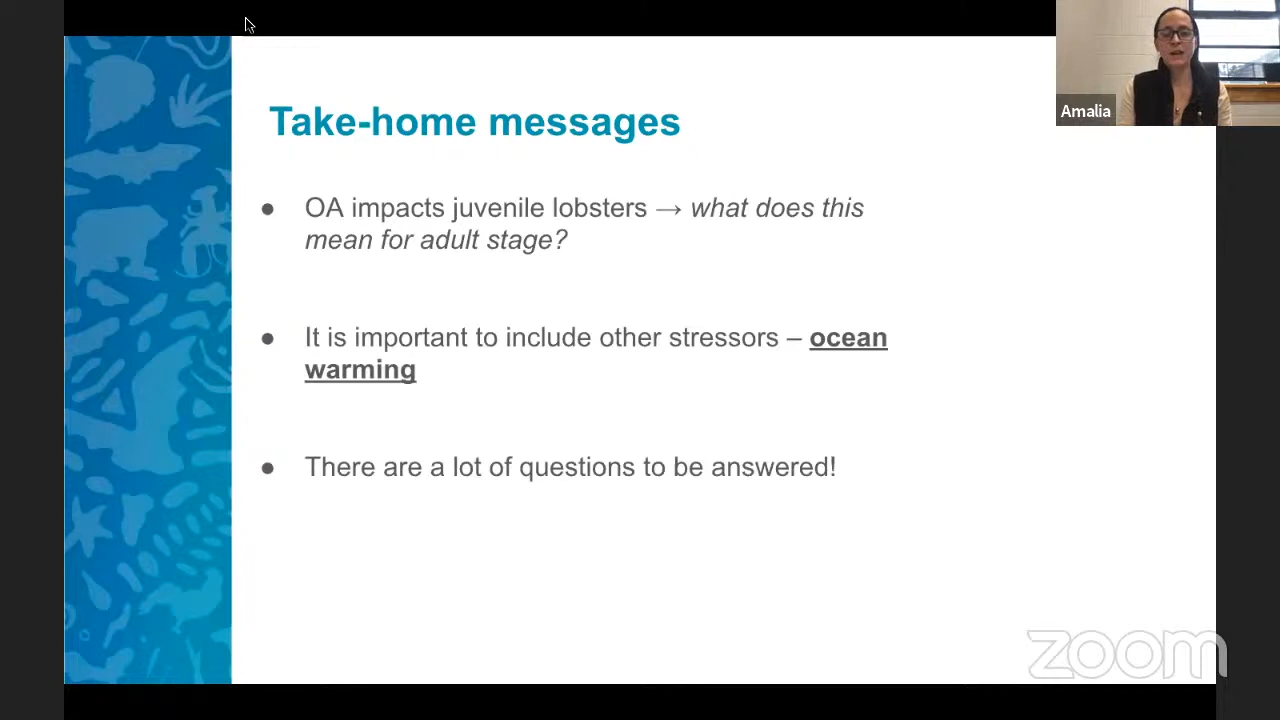 Amalia
Take-home messages
● OA impacts juvenile lobsters → what does this
mean for adult stage?
● It is important to include other stressors – ocean
warming
● There are a lot of questions to be answered!
zoom